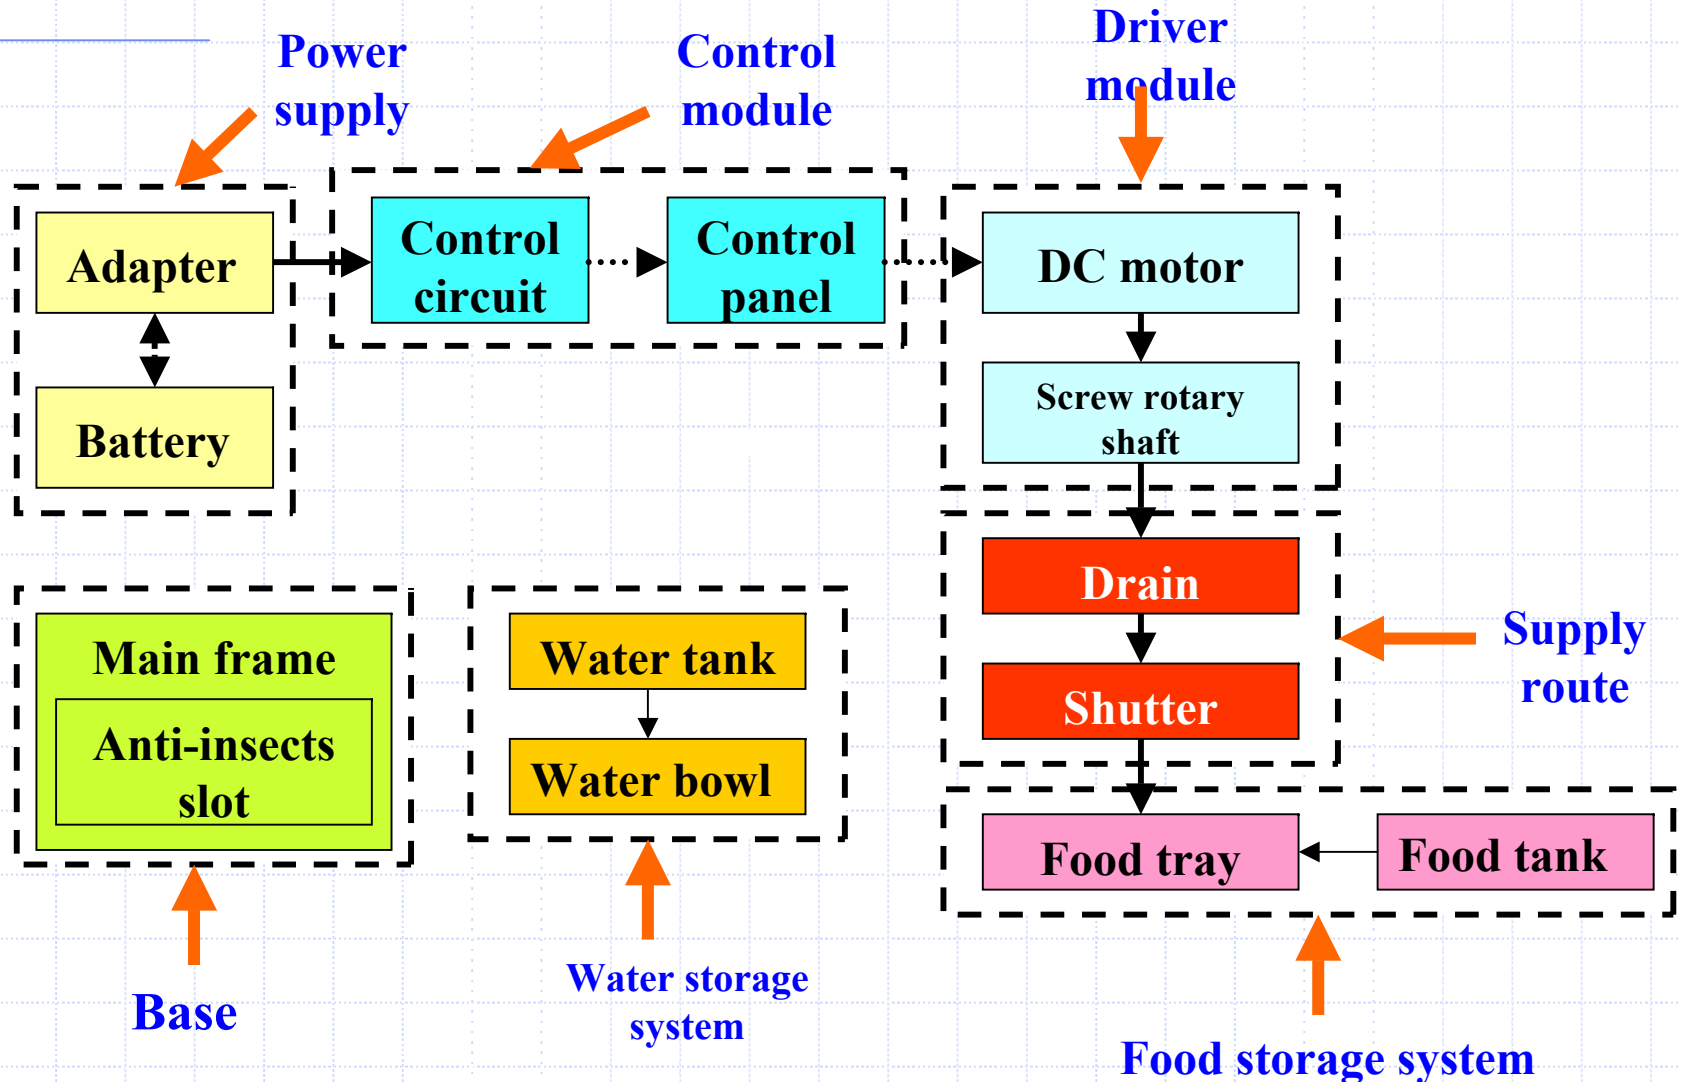 Power
supply
Control
module
Driver
module
Adapter
Battery
Control
circuit
Control
panel
DC motor
Screw rotary
shaft
Drain
Shutter
Supply
route
Main frame
Anti-insects
slot
Water tank
Water bowl
Food tray
Food tank
Base
Water storage
system
Food storage system